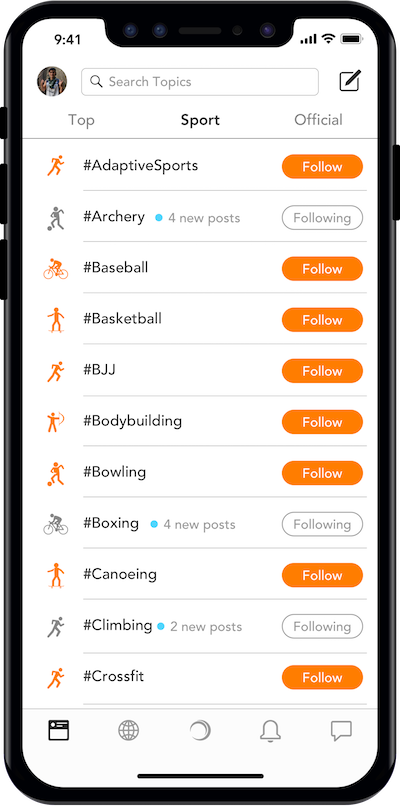 9:41
Search Topics
Top Sport Official
#AdaptiveSports Follow
#Archery 4 new posts Following
#Baseball Follow
#Basketball Follow
#BJJ Follow
#Bodybuilding Follow
#Bowling Follow
#Boxing 4 new posts Following
#Canoeing Follow
#Climbing 2 new posts Following
#Crossfit Follow